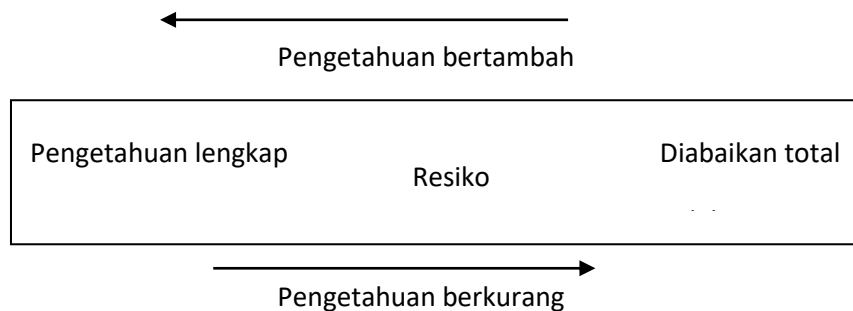 Pengetahuan bertambah
Pengetahuan lengkap
Resiko
Diabaikan total
Pengetahuan berkurang